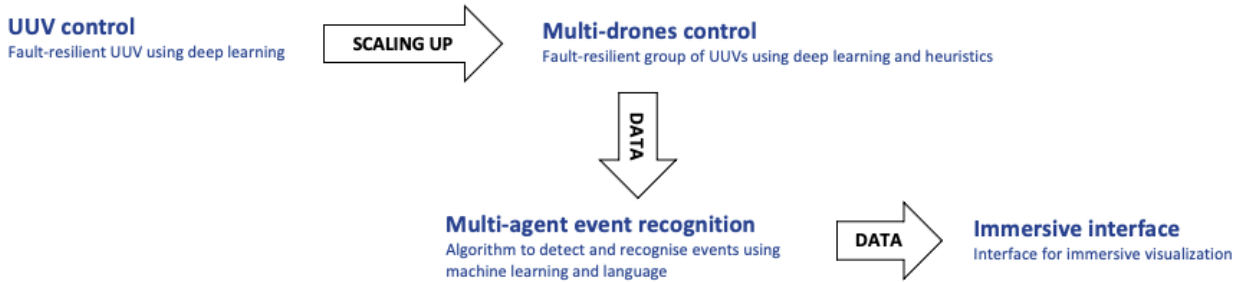 UUV control
Fault-resilient UUV using deep learning
SCALING UP
Multi-drones control
Fault-resilient group of UUVs using deep learning and heuristics
DATA
Multi-agent event recognition
Algorithm to detect and recognise events using
machine learning and language
DATA
Immersive interface
Interface for immersive visualization